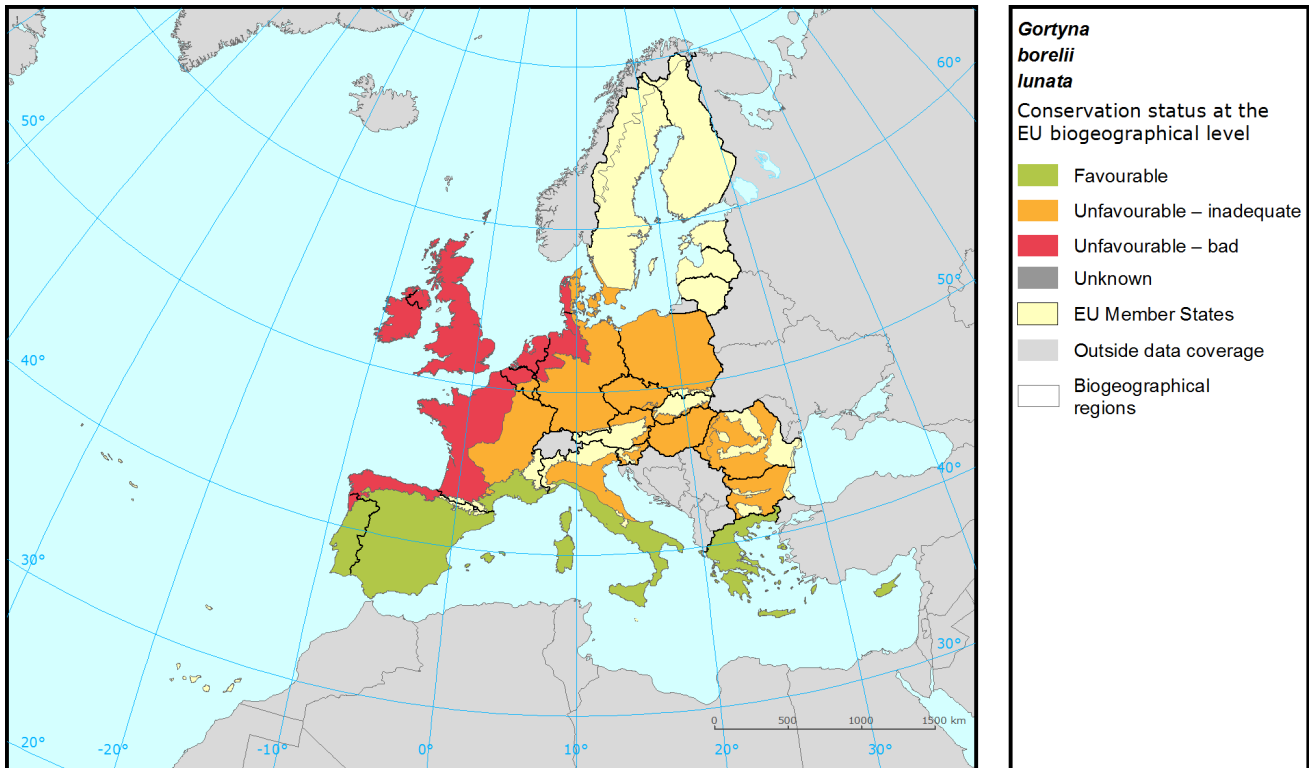 60°
50°
50°
40°
40°
30°
30°
20°
-20°
-10°
0°
10°
20°
30°
0 500 1000 1500 km
Gortyna
borelii
lunata
Conservation status at the
EU biogeographical level
Favourable
Unfavourable – inadequate
Unfavourable – bad
Unknown
EU Member States
Outside data coverage
Biogeographical
regions